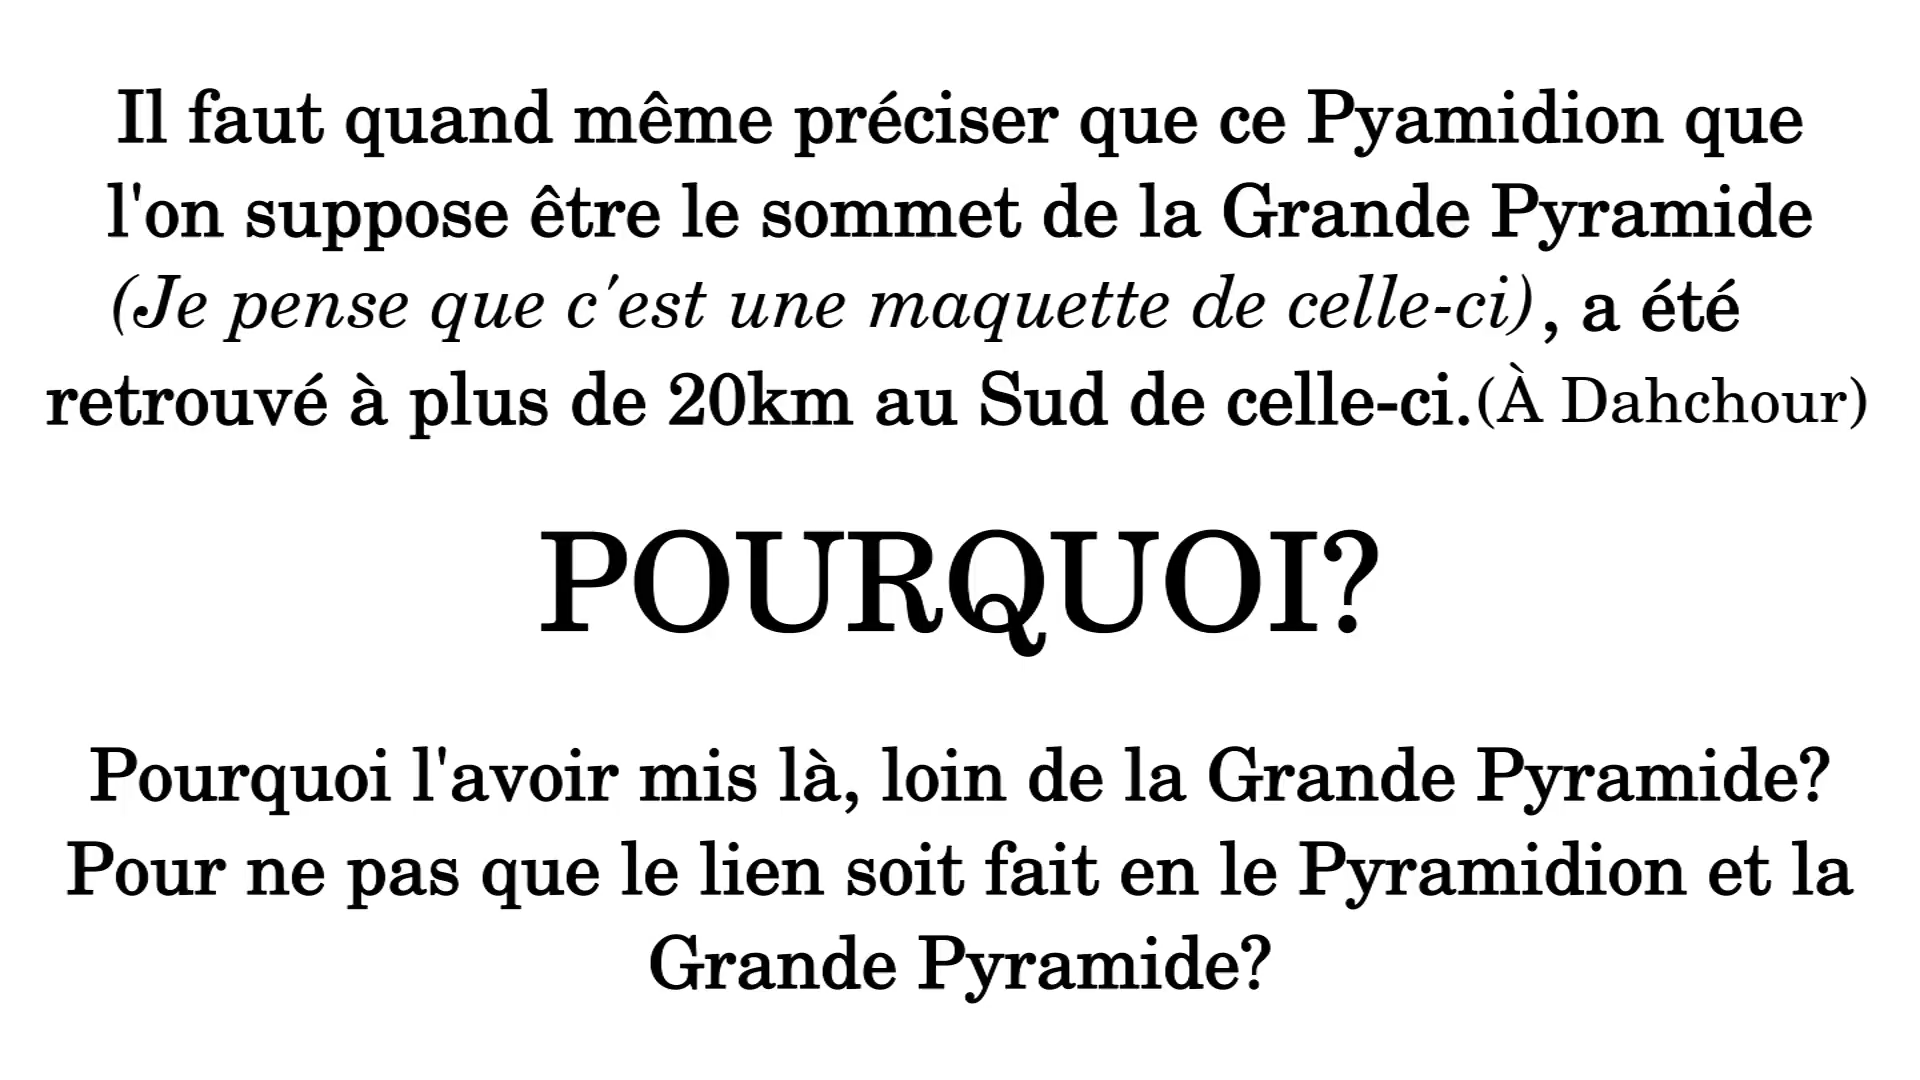 Il faut quand même préciser que ce Pyamidion que
l'on suppose être le sommet de la Grande Pyramide
(Je pense que c'est une maquette de celle-ci), a été
retrouvé à plus de 20km au Sud de celle-ci.(À Dahchour)
POURQUOI?
Pourquoi l'avoir mis là, loin de la Grande Pyramide?
Pour ne pas que le lien soit fait en le Pyramidion et la
Grande Pyramide?